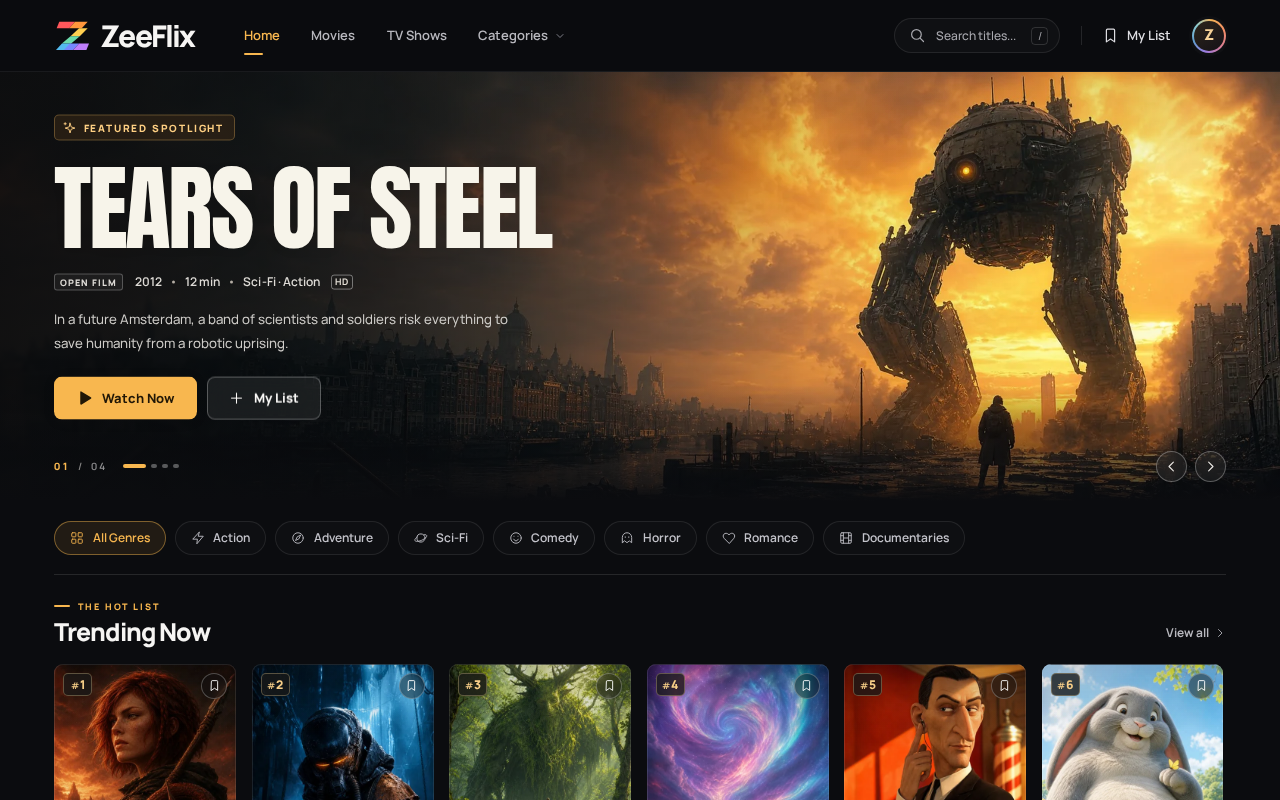 ZeeFlix
Home
Movies
TV Shows
Categories
Search titles...
/
My List
Z
FEATURED SPOTLIGHT
TEARS OF STEEL
OPEN FILM 2012 • 12 min • Sci-Fi · Action HD
In a future Amsterdam, a band of scientists and soldiers risk everything to
save humanity from a robotic uprising.
Watch Now
My List
01 / 04
All Genres
Action
Adventure
Sci-Fi
Comedy
Horror
Romance
Documentaries
THE HOT LIST
Trending Now
View all
#1
#2
#3
#4
#5
#6